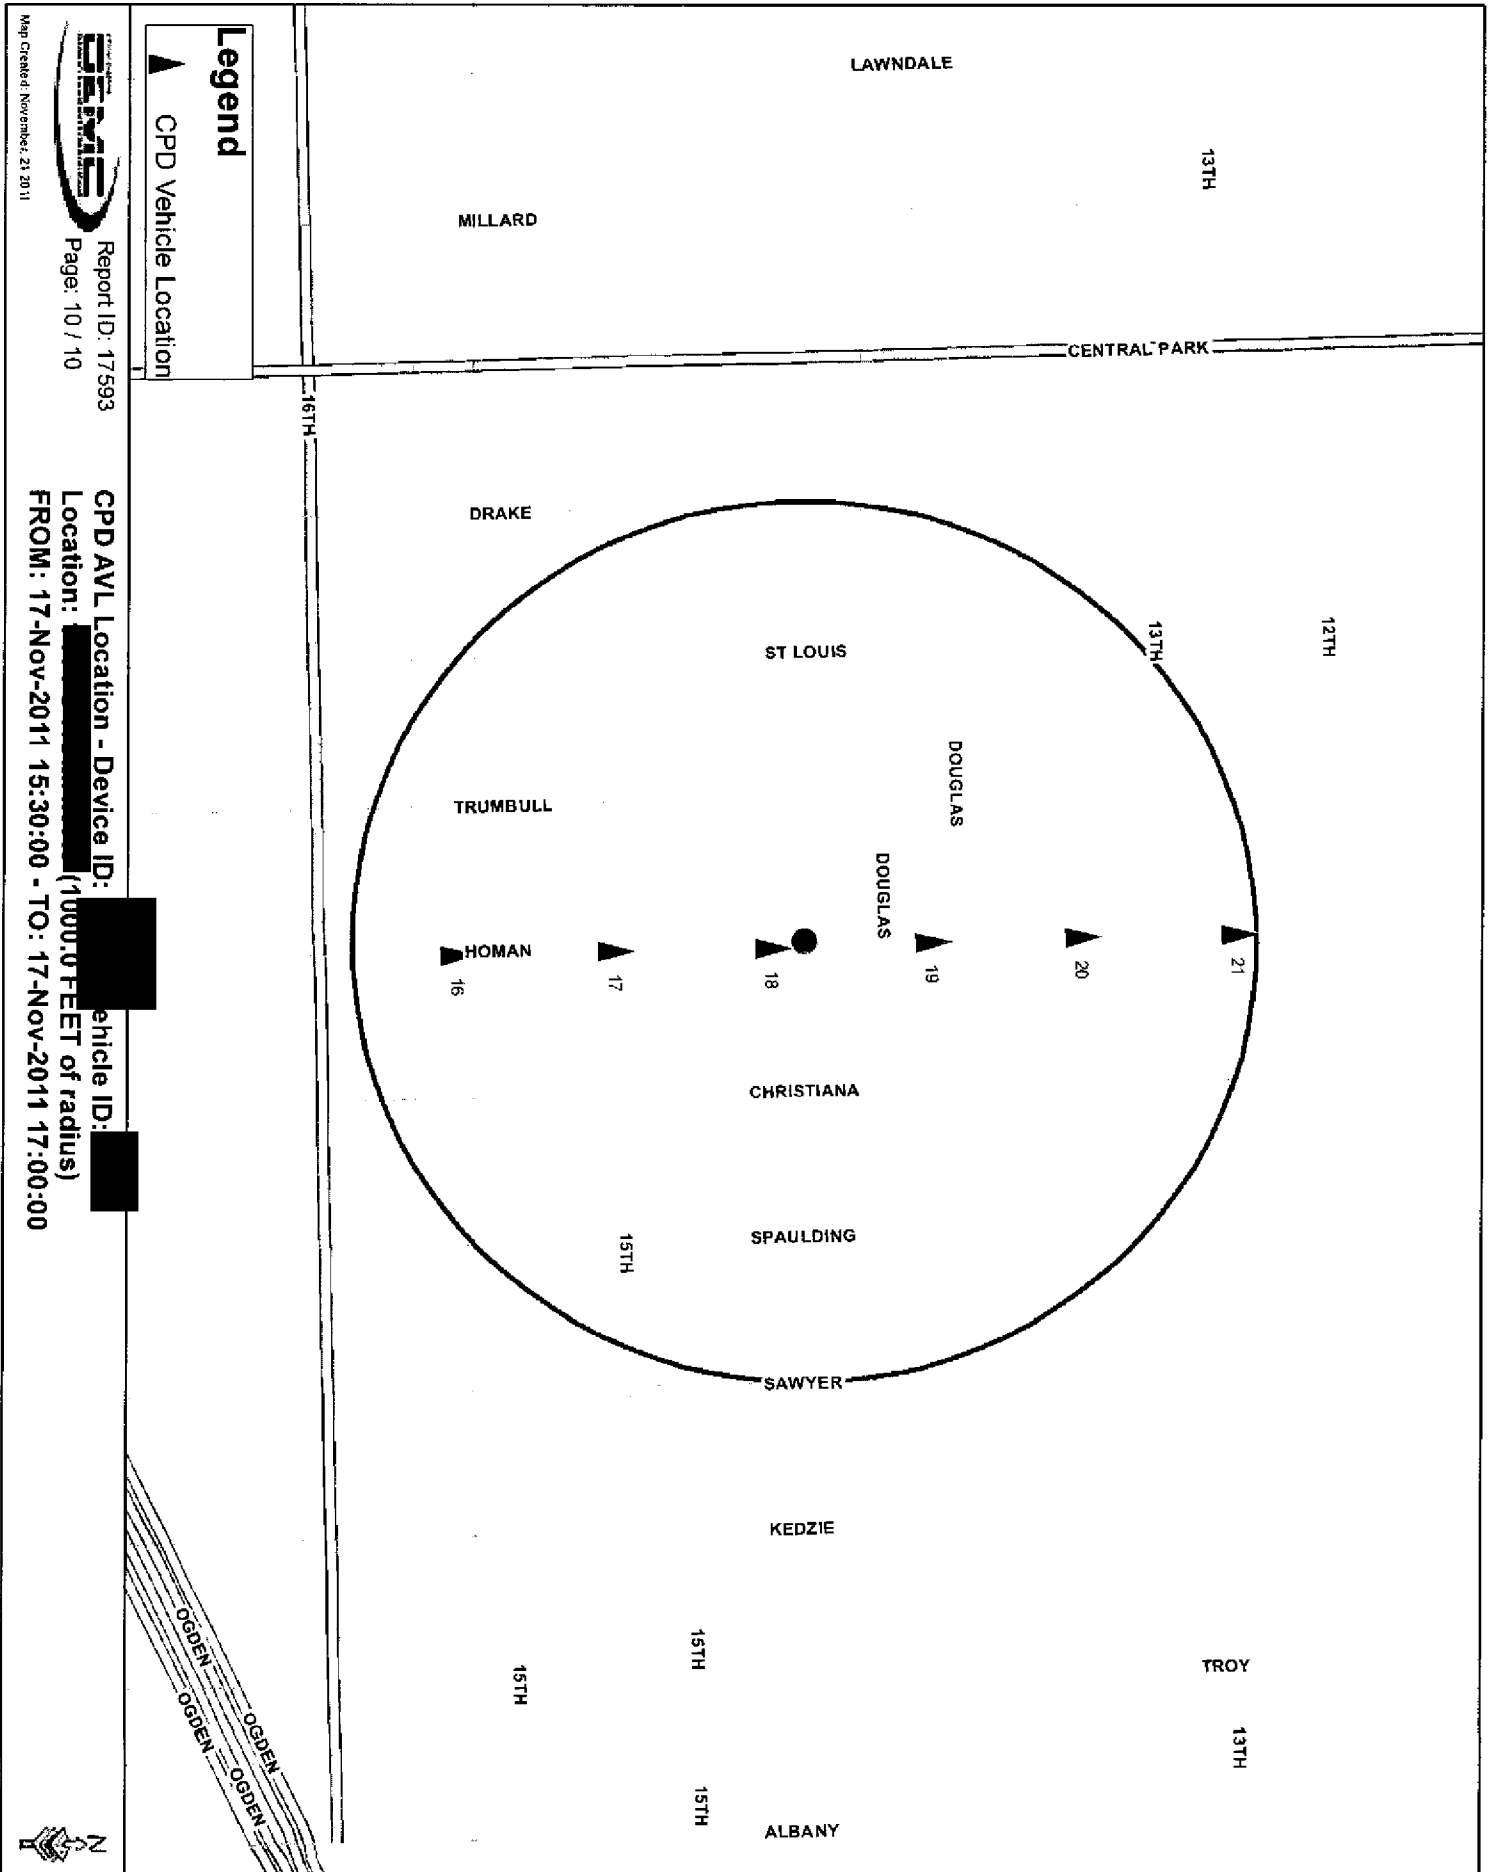 LAWNDALE
13TH
MILLARD
CENTRAL PARK
16TH
DRAKE
12TH
13TH
ST LOUIS
DOUGLAS
TRUMBULL
DOUGLAS
HOMAN
16
17
18
19
20
21
CHRISTIANA
SPAULDING
15TH
SAWYER
KEDZIE
15TH
15TH
TROY
13TH
15TH
ALBANY
OGDEN
OGDEN
OGDEN
OGDEN
Legend
CPD Vehicle Location
OEMC
Report ID: 17593
Page: 10 / 10
Map Created: November, 21 2011
CPD AVL Location - Device ID: ehicle ID:
Location: (1000.0 FEET of radius)
FROM: 17-Nov-2011 15:30:00 - TO: 17-Nov-2011 17:00:00
N